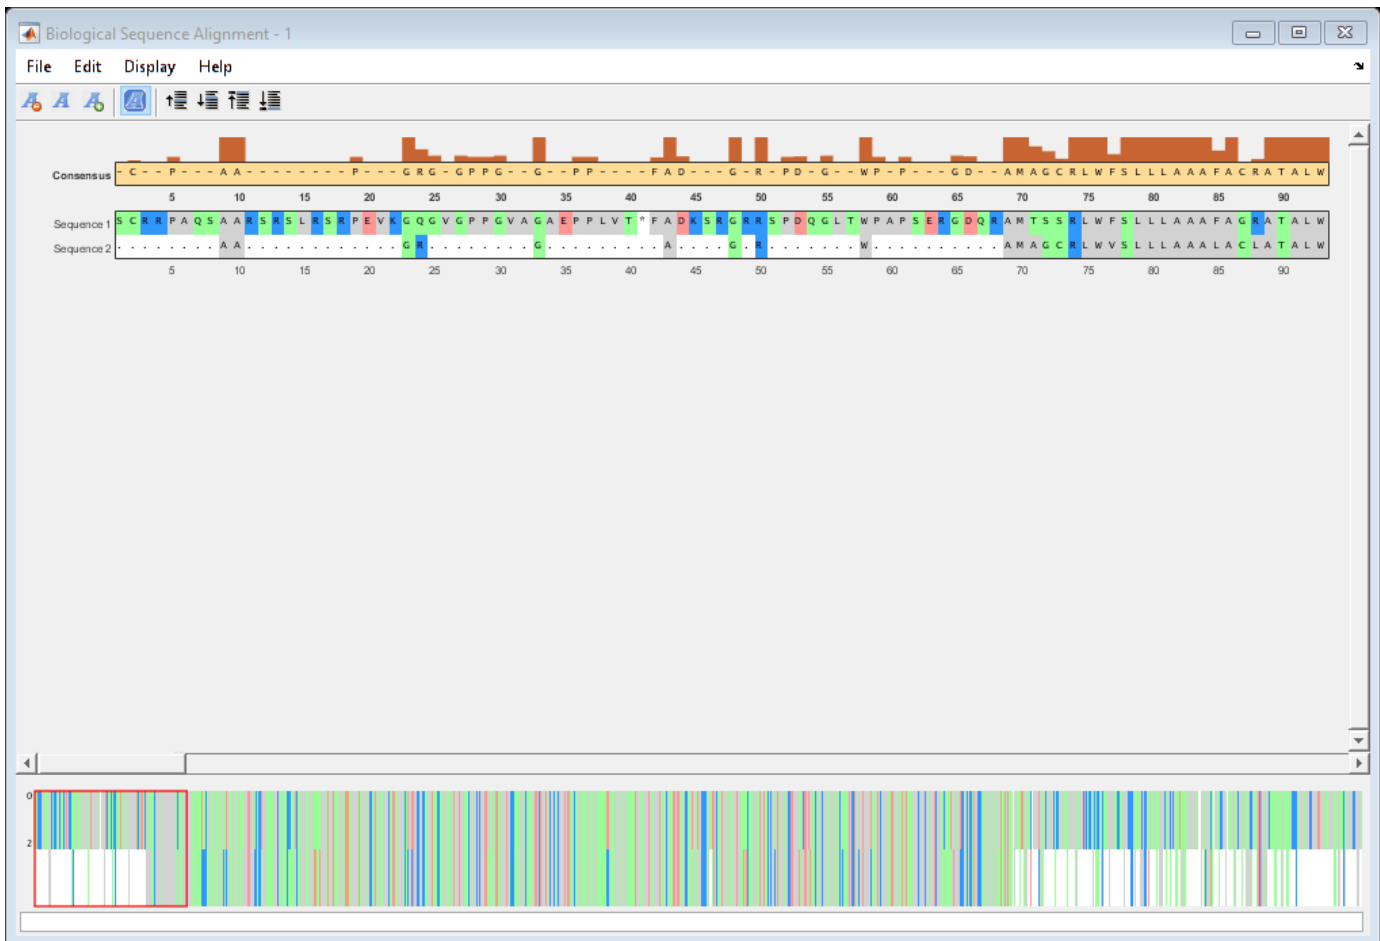 Biological Sequence Alignment - 1
File Edit Display Help
Consensus - C - - P - - - A A - - - - - - - - P - - - G R G - G P P G - - G - - P P - - - - F A D - - - G - R - P D - G - - W P - P - - - G D - - A M A G C R L W F S L L L A A A F A C R A T A L W
5 10 15 20 25 30 35 40 45 50 55 60 65 70 75 80 85 90
Sequence 1 S C R R P A Q S A A R S R S L R S R P E V K G Q G V G P P G V A G A E P P L V T * F A D K S R G R R S P D Q G L T W P A P S E R G D Q R A M T S S R L W F S L L L A A A F A G R A T A L W
Sequence 2 . . . . . . . . A A . . . . . . . . . . . . G R . . . . . . . . G . . . . . . . . . A . . . . G . R . . . . . . . W . . . . . . . . . . A M A G C R L W V S L L L A A A L A C L A T A L W
5 10 15 20 25 30 35 40 45 50 55 60 65 70 75 80 85 90
0
2